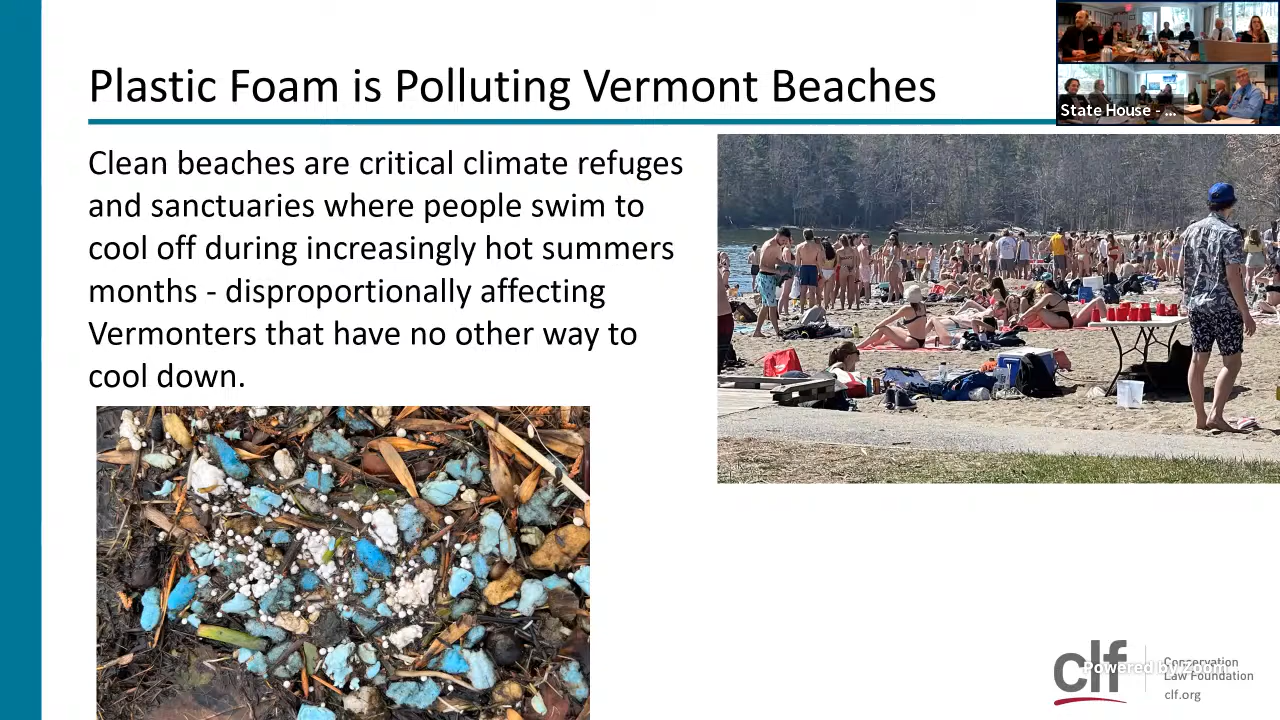 Plastic Foam is Polluting Vermont Beaches
State House - ...
Clean beaches are critical climate refuges
and sanctuaries where people swim to
cool off during increasingly hot summers
months - disproportionally affecting
Vermonters that have no other way to
cool down.
clf
Conservation
Law Foundation
clf.org
Powered by Zoom